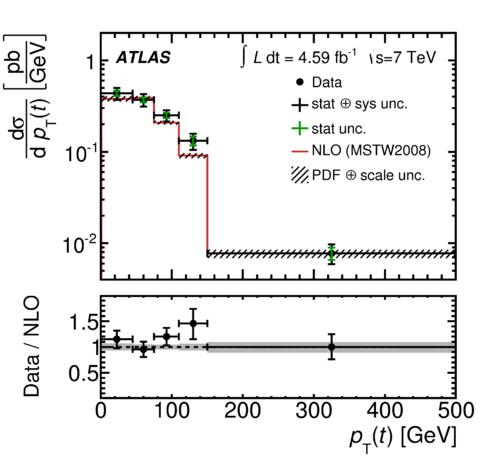 dσ
d p_T(t)
[pb
GeV]
1
10⁻¹
10⁻²
ATLAS
∫ L dt = 4.59 fb⁻¹ √s=7 TeV
Data
stat ⊕ sys unc.
stat unc.
NLO (MSTW2008)
PDF ⊕ scale unc.
Data / NLO
1.5
1
0.5
0 100 200 300 400 500
p_T(t) [GeV]